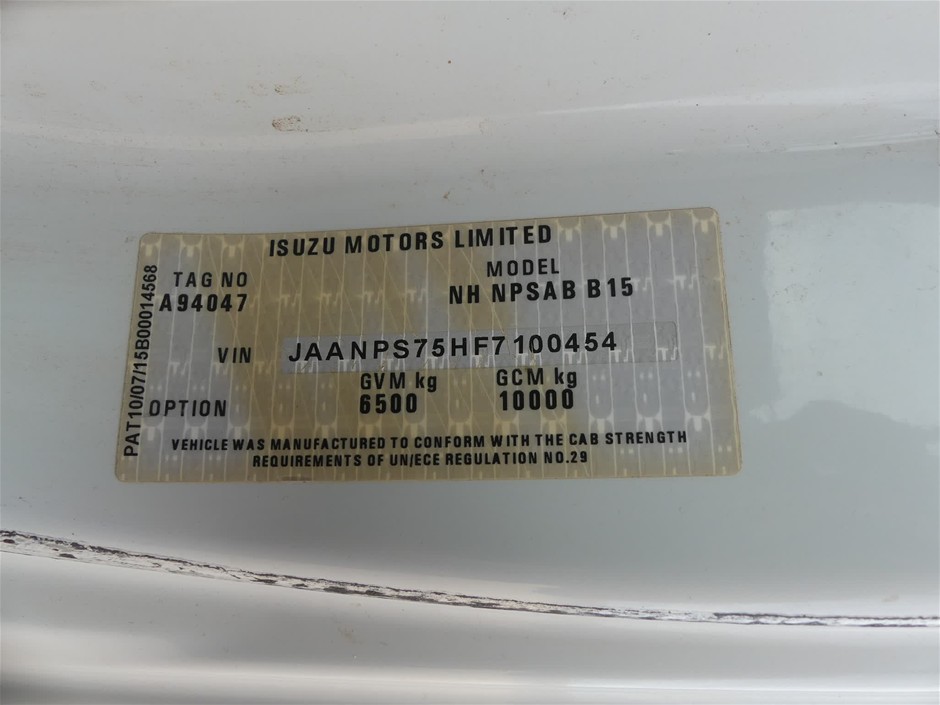 ISUZU MOTORS LIMITED
TAG NO
A94047
MODEL
NH NPSAB B15
VIN JAANPS75HF7100454
GVM kg
6500
GCM kg
10000
OPTION
VEHICLE WAS MANUFACTURED TO CONFORM WITH THE CAB STRENGTH
REQUIREMENTS OF UN/ECE REGULATION NO.29
PAT10/07/15B00014568